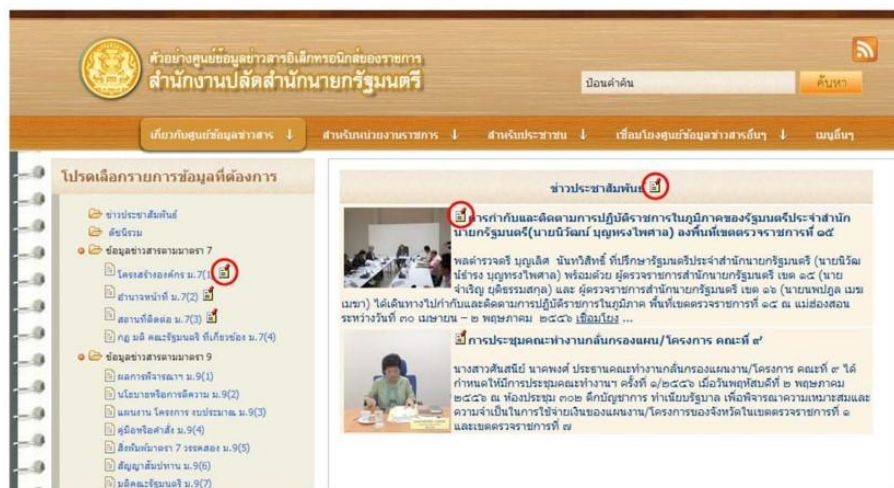 ตัวอย่างศูนย์ข้อมูลข่าวสารอิเล็กทรอนิกส์ของราชการ
สำนักงานปลัดสำนักนายกรัฐมนตรี
ป้อนคำค้น
ค้นหา
เกี่ยวกับศูนย์ข้อมูลข่าวสาร ↓
สำหรับหน่วยงานราชการ ↓
สำหรับประชาชน ↓
เชื่อมโยงศูนย์ข้อมูลข่าวสารอื่นๆ ↓
เมนูอื่นๆ
โปรดเลือกรายการข้อมูลที่ต้องการ
ข่าวประชาสัมพันธ์
ดัชนีรวม
ข้อมูลข่าวสารตามมาตรา 7
โครงสร้างองค์กร ม.7(1
อำนาจหน้าที่ ม.7(2)
สถานที่ติดต่อ ม.7(3)
กฎ มติ คณะรัฐมนตรี ที่เกี่ยวข้อง ม.7(4)
ข้อมูลข่าวสารตามมาตรา 9
ผลการพิจารณาฯ ม.9(1)
นโยบายหรือการตีความ ม.9(2)
แผนงาน โครงการ งบประมาณ ม.9(3)
คู่มือหรือคำสั่ง ม.9(4)
สิ่งพิมพ์มาตรา 7 วรรคสอง ม.9(5)
สัญญาสัมปทาน ม.9(6)
มติคณะรัฐมนตรี ม.9(7)
ข่าวประชาสัมพันธ์
การกำกับและติดตามการปฏิบัติราชการในภูมิภาคของรัฐมนตรีประจำสำนัก
นายกรัฐมนตรี(นายนิวัฒน์ บุญทรงไพศาล) ลงพื้นที่เขตตรวจราชการที่ ๑๕
พลตำรวจตรี บุญเลิศ นันทวิสิทธิ์ ที่ปรึกษารัฐมนตรีประจำสำนักนายกรัฐมนตรี (นายนิวัฒ
น์ธำรง บุญทรงไพศาล) พร้อมด้วย ผู้ตรวจราชการสำนักนายกรัฐมนตรี เขต ๑๕ (นาย
จำเริญ ยุติธรรมสกุล) และ ผู้ตรวจราชการสำนักนายกรัฐมนตรี เขต ๑๖ (นายนพปฎล เมฆ
เมฆา) ได้เดินทางไปกำกับและติดตามการปฏิบัติราชการในภูมิภาค พื้นที่เขตตรวจราชการที่ ๑๕ ณ แม่ฮ่องสอน
ระหว่างวันที่ ๓๐ เมษายน – ๒ พฤษภาคม ๒๕๕๖ เชื่อมโยง ...
การประชุมคณะทำงานกลั่นกรองแผน/โครงการ คณะที่ ๙'
นางสาวศันสนีย์ นาคพงศ์ ประธานคณะทำงานกลั่นกรองแผนงาน/โครงการ คณะที่ ๙ ได้
กำหนดให้มีการประชุมคณะทำงานฯ ครั้งที่ ๑/๒๕๕๖ เมื่อวันพฤหัสบดีที่ ๒ พฤษภาคม
๒๕๕๖ ณ ห้องประชุม ๓๐๒ ตึกบัญชาการ ทำเนียบรัฐบาล เพื่อพิจารณาความเหมาะสมและ
ความจำเป็นในการใช้จ่ายเงินของแผนงาน/โครงการของจังหวัดในเขตตรวจราชการที่ ๑
และเขตตรวจราชการที่ ๗